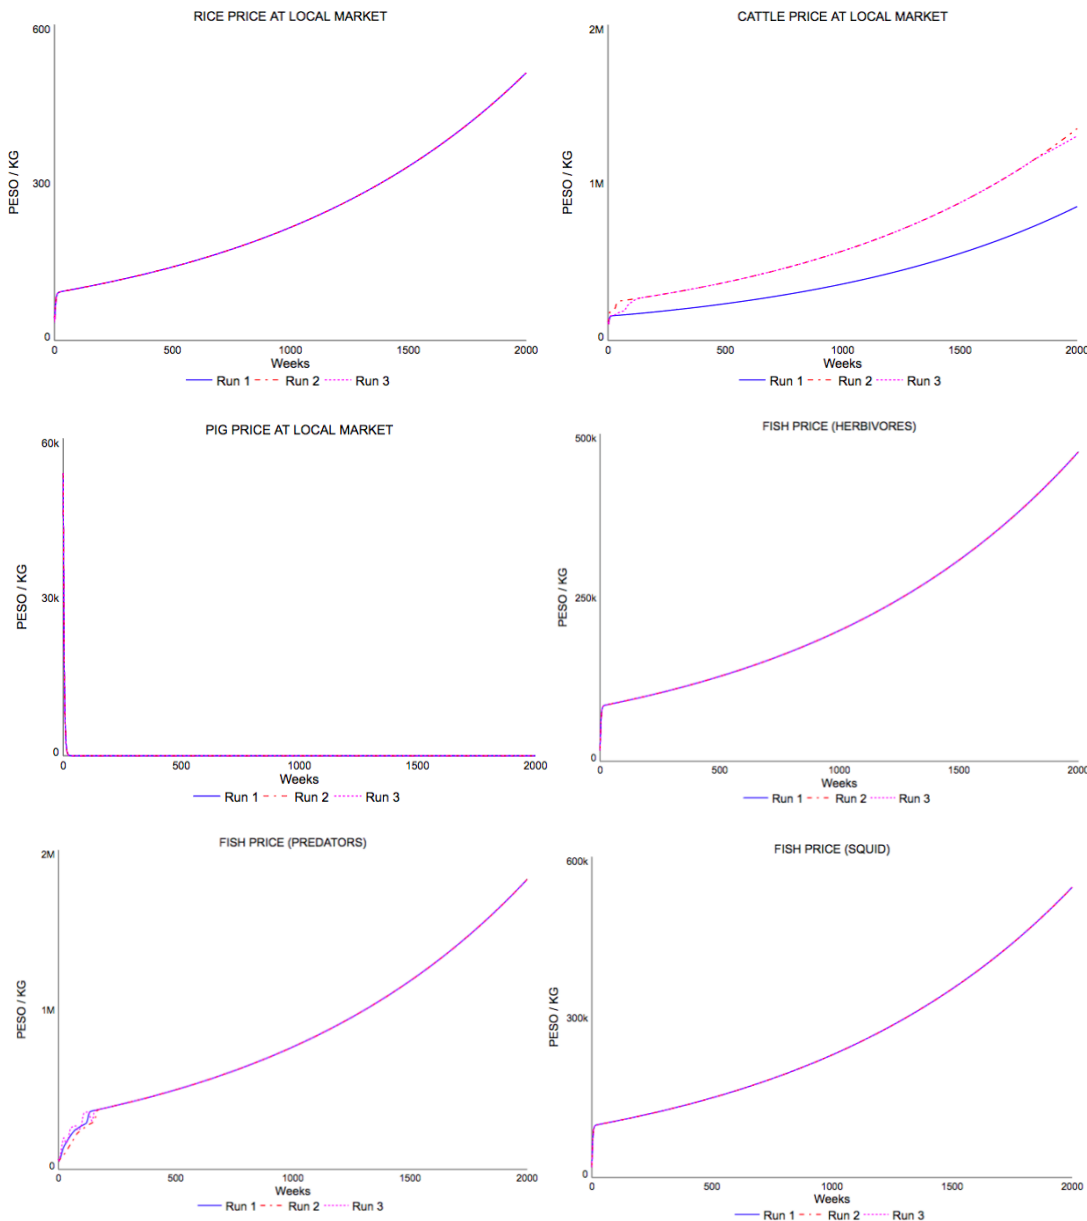 RICE PRICE AT LOCAL MARKET
600
300
0
PESO / KG
0 500 1000 1500 2000
Weeks
Run 1 Run 2 Run 3
CATTLE PRICE AT LOCAL MARKET
2M
1M
0
PESO / KG
0 500 1000 1500 2000
Weeks
Run 1 Run 2 Run 3
PIG PRICE AT LOCAL MARKET
60k
30k
0
PESO / KG
0 500 1000 1500 2000
Weeks
Run 1 Run 2 Run 3
FISH PRICE (HERBIVORES)
500k
250k
0
PESO / KG
0 500 1000 1500 2000
Weeks
Run 1 Run 2 Run 3
FISH PRICE (PREDATORS)
2M
1M
0
PESO / KG
0 500 1000 1500 2000
Weeks
Run 1 Run 2 Run 3
FISH PRICE (SQUID)
600k
300k
0
PESO / KG
0 500 1000 1500 2000
Weeks
Run 1 Run 2 Run 3